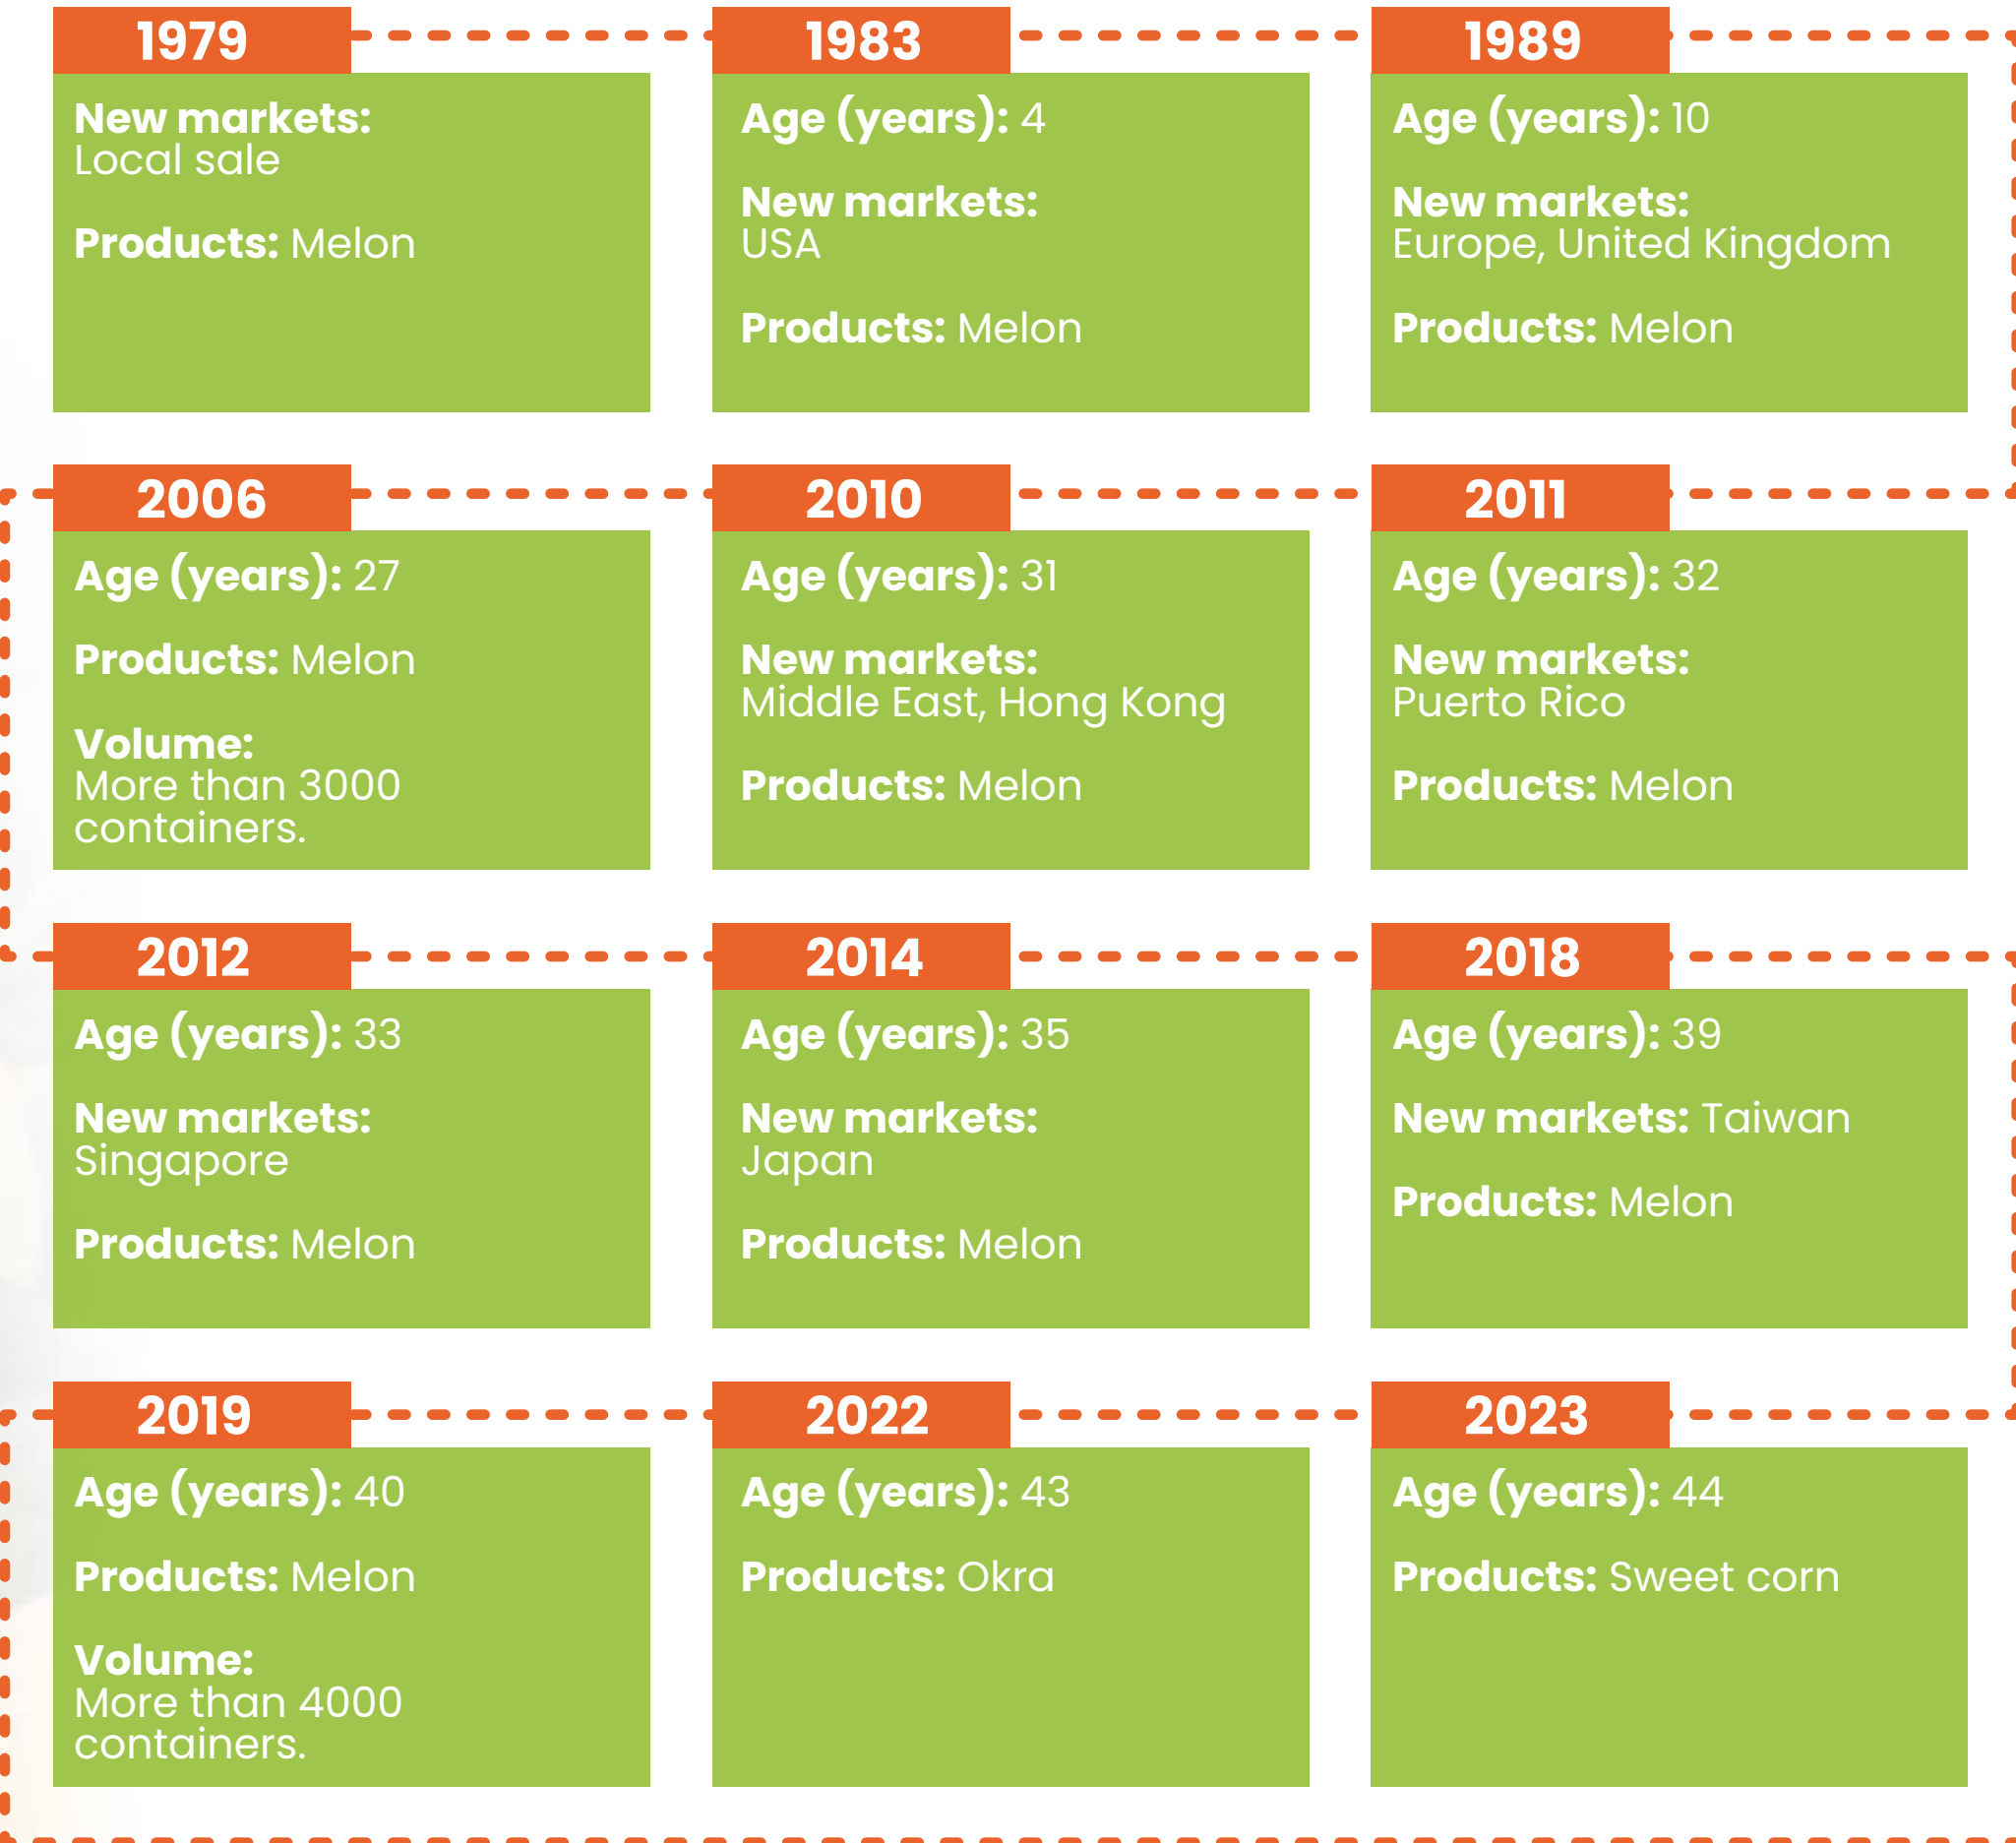 1979
New markets:
Local sale
Products: Melon
1983
Age (years): 4
New markets:
USA
Products: Melon
1989
Age (years): 10
New markets:
Europe, United Kingdom
Products: Melon
2006
Age (years): 27
Products: Melon
Volume:
More than 3000
containers.
2010
Age (years): 31
New markets:
Middle East, Hong Kong
Products: Melon
2011
Age (years): 32
New markets:
Puerto Rico
Products: Melon
2012
Age (years): 33
New markets:
Singapore
Products: Melon
2014
Age (years): 35
New markets:
Japan
Products: Melon
2018
Age (years): 39
New markets: Taiwan
Products: Melon
2019
Age (years): 40
Products: Melon
Volume:
More than 4000
containers.
2022
Age (years): 43
Products: Okra
2023
Age (years): 44
Products: Sweet corn